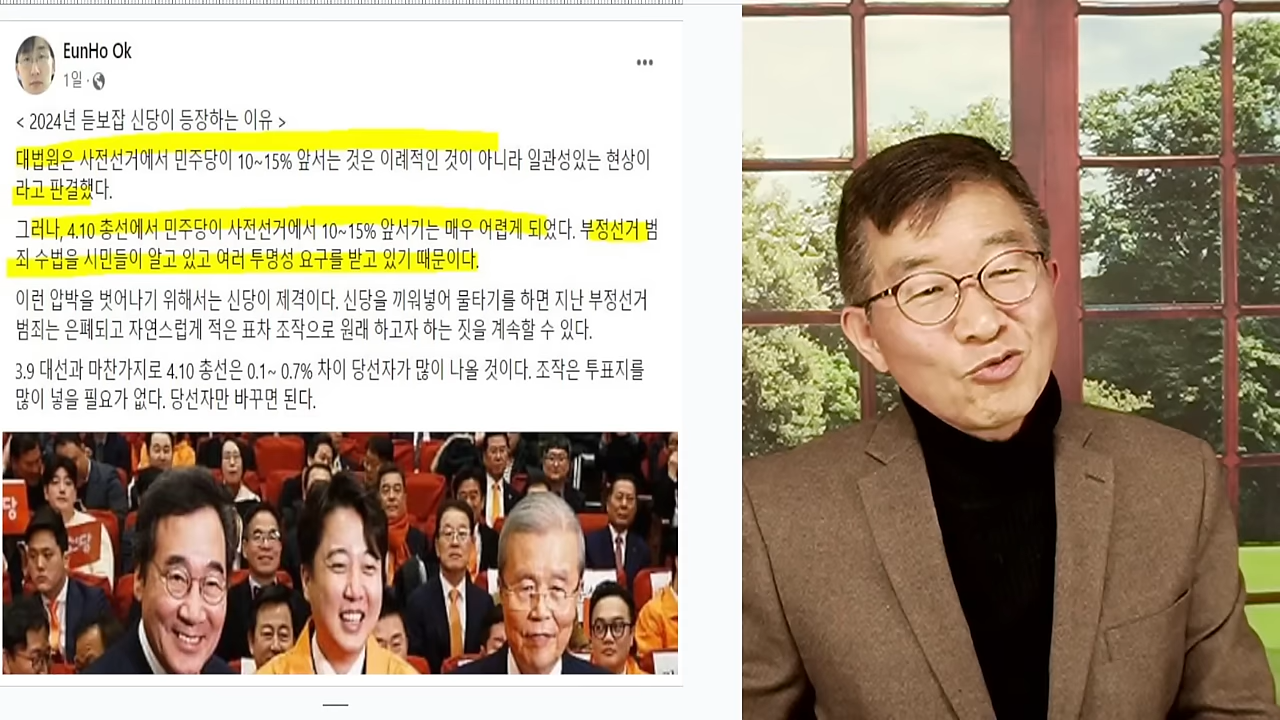 EunHo Ok
1일 ·
< 2024년 듣보잡 신당이 등장하는 이유 >
대법원은 사전선거에서 민주당이 10~15% 앞서는 것은 이례적인 것이 아니라 일관성있는 현상이
라고 판결했다.
그러나, 4.10 총선에서 민주당이 사전선거에서 10~15% 앞서기는 매우 어렵게 되었다. 부정선거 범
죄 수법을 시민들이 알고 있고 여러 투명성 요구를 받고 있기 때문이다.
이런 압박을 벗어나기 위해서는 신당이 제격이다. 신당을 끼워넣어 물타기를 하면 지난 부정선거
범죄는 은폐되고 자연스럽게 적은 표차 조작으로 원래 하고자 하는 짓을 계속할 수 있다.
3.9 대선과 마찬가지로 4.10 총선은 0.1~ 0.7% 차이 당선자가 많이 나올 것이다. 조작은 투표지를
많이 넣을 필요가 없다. 당선자만 바꾸면 된다.
당